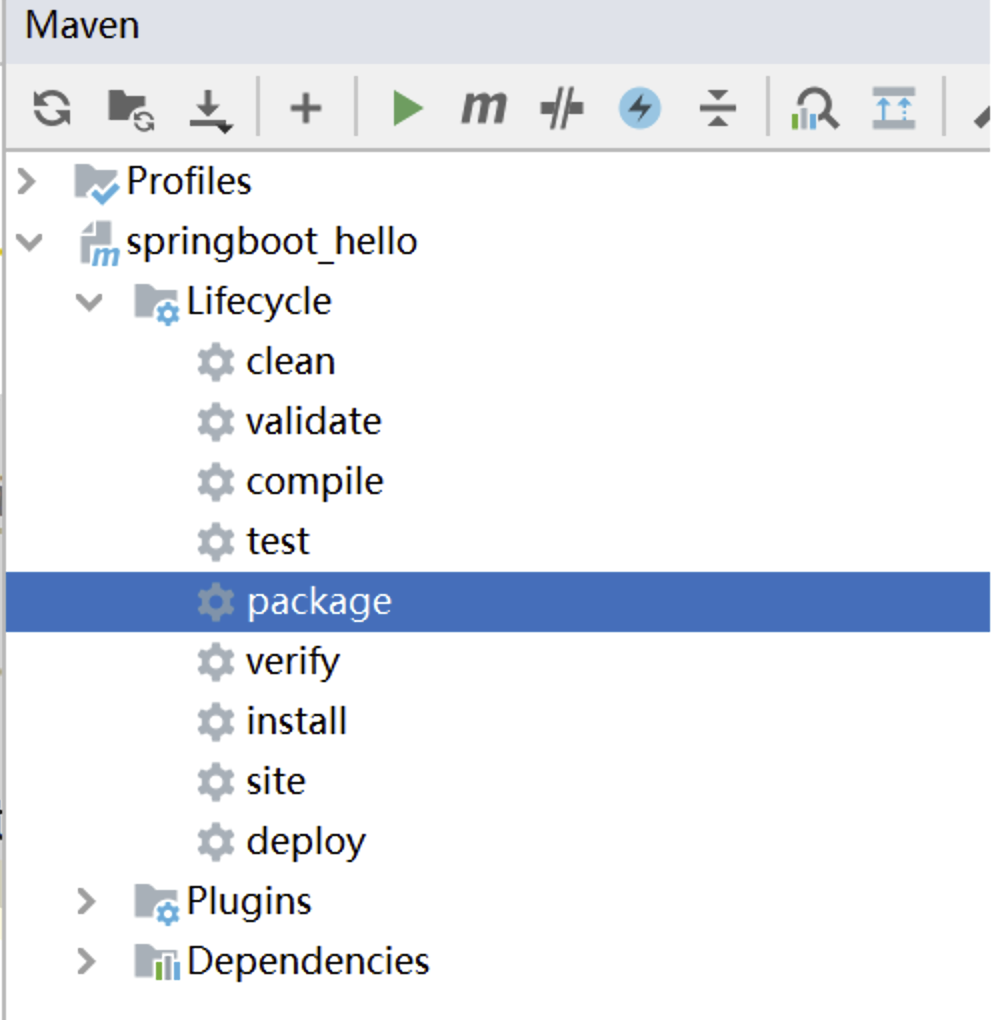 Maven
Profiles
springboot_hello
Lifecycle
clean
validate
compile
test
package
verify
install
site
deploy
Plugins
Dependencies